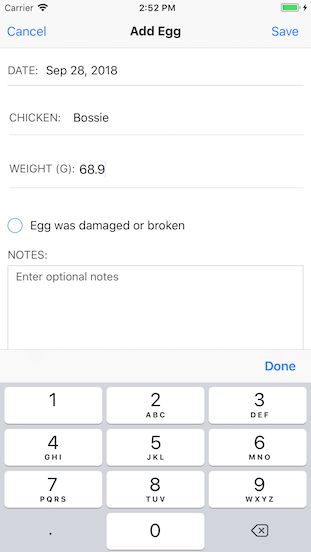 Carrier 2:52 PM
Cancel Add Egg Save
DATE: Sep 28, 2018
CHICKEN: Bossie
WEIGHT (G): 68.9
Egg was damaged or broken
NOTES:
Enter optional notes
Done
1 2 3
ABC DEF
4 5 6
GHI JKL MNO
7 8 9
PQRS TUV WXYZ
. 0